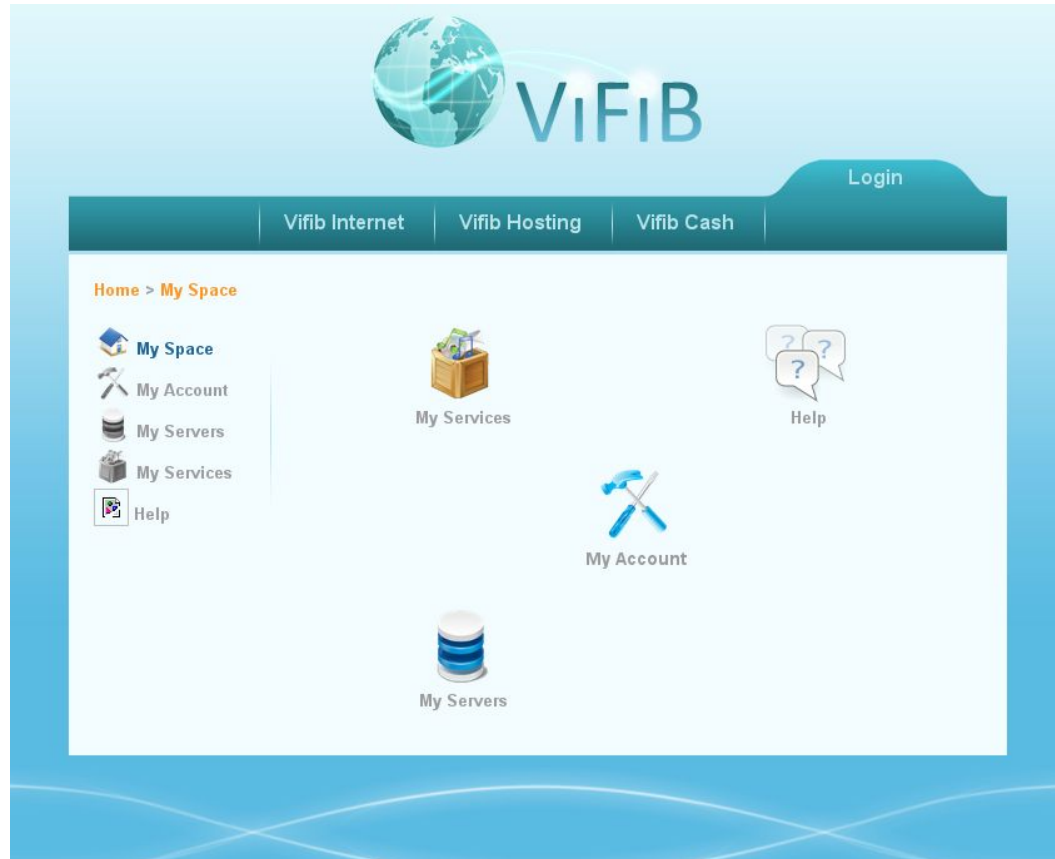 ViFiB
Login
Vifib Internet
Vifib Hosting
Vifib Cash
Home > My Space
My Space
My Account
My Servers
My Services
Help
My Services
Help
My Account
My Servers